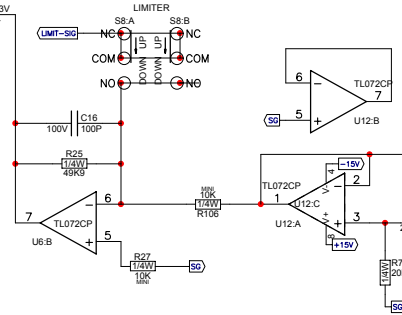 3V
LIMITER
S8:A
S8:B
LIMIT-SIG
NC
NC
UP
UP
COM
COM
DOWN
DOWN
NO
NO
C16
100V
100P
R25
1/4W
49K9
6
TL072CP
7
5
SG
U12:B
MINI
10K
1/4W
R106
-15V
4
V-
TL072CP
2
U12:C
1
U12:A
3
V+
8
+15V
6
TL072CP
7
5
U6:B
R27
1/4W
10K
MINI
SG
R7
1/4W
20
SG